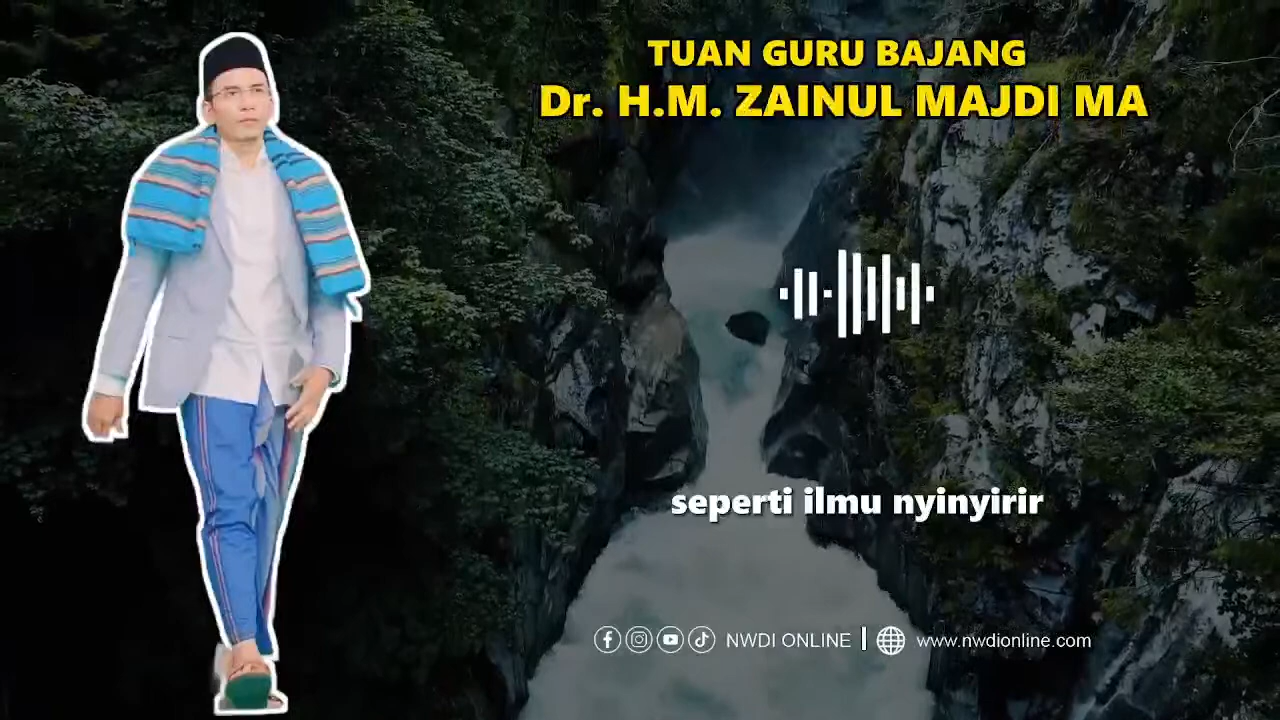 TUAN GURU BAJANG
Dr. H.M. ZAINUL MAJDI MA
seperti ilmu nyinyirir
NWDI ONLINE | www.nwdionline.com